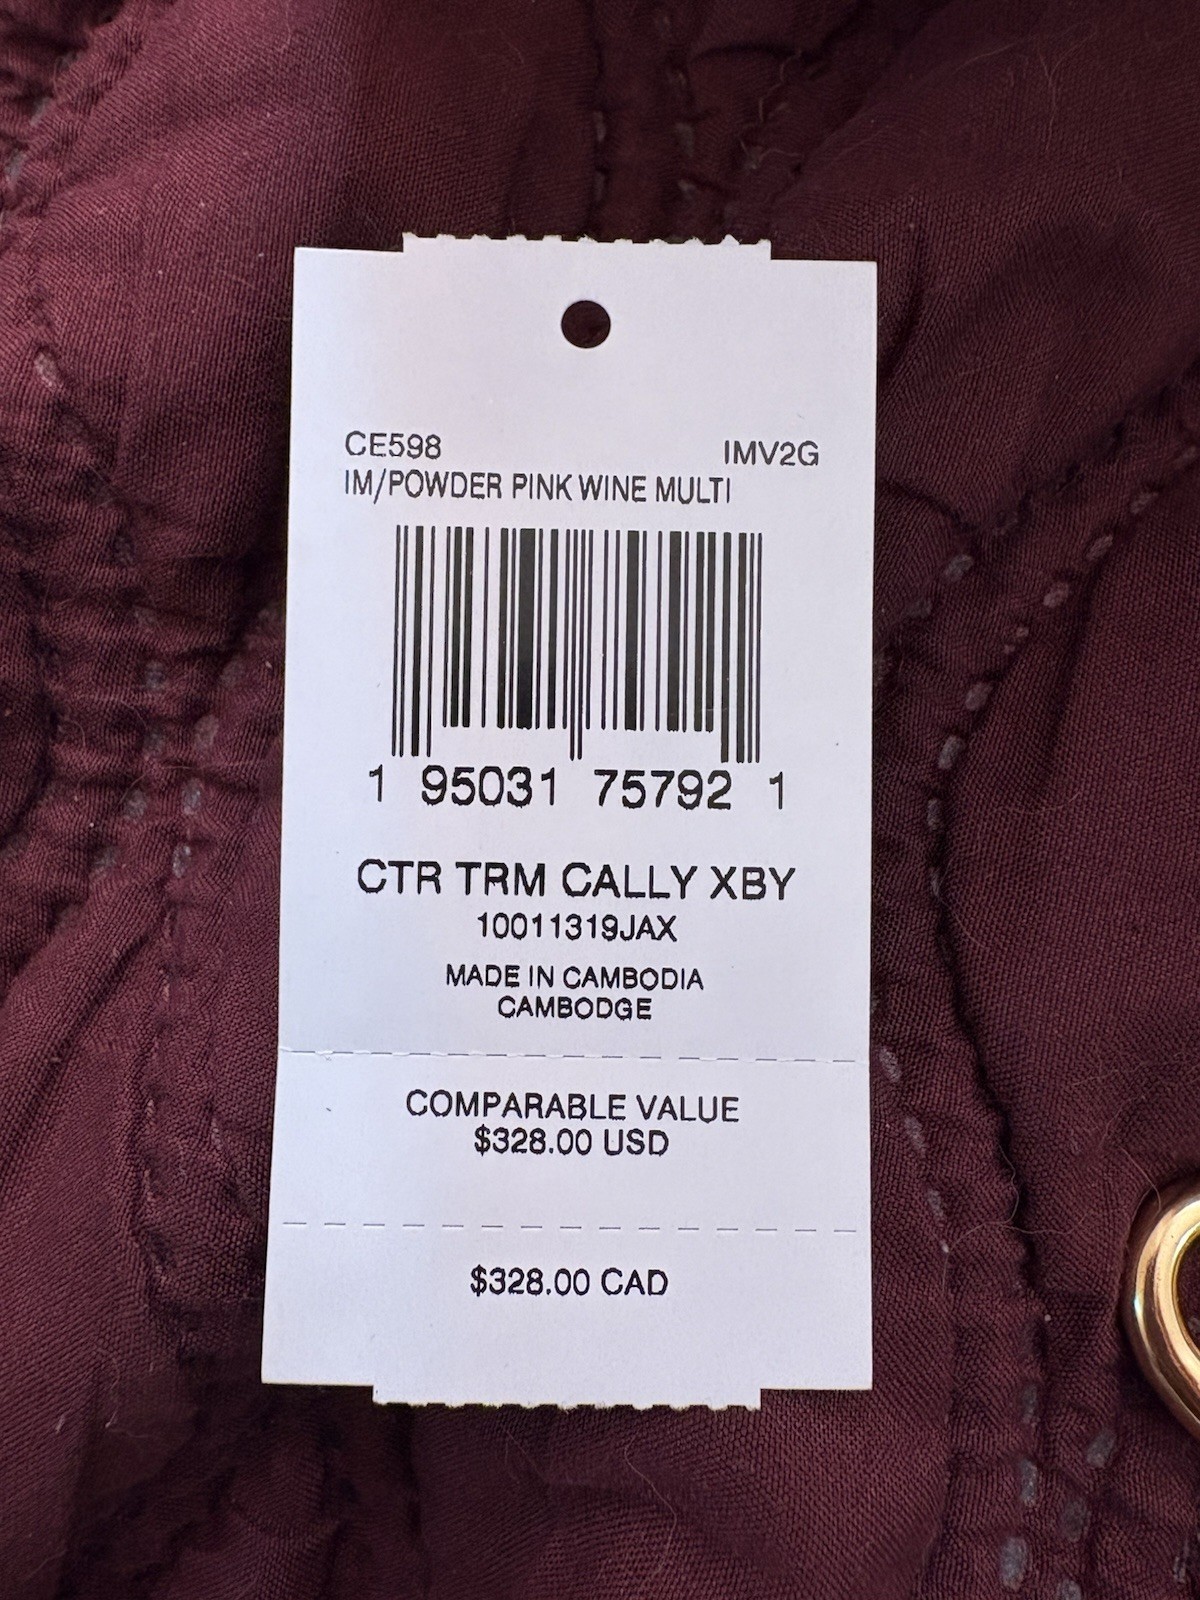 CE598 IMV2G
IM/POWDER PINK WINE MULTI
1 95031 75792 1
CTR TRM CALLY XBY
10011319JAX
MADE IN CAMBODIA
CAMBODGE
COMPARABLE VALUE
$328.00 USD
$328.00 CAD